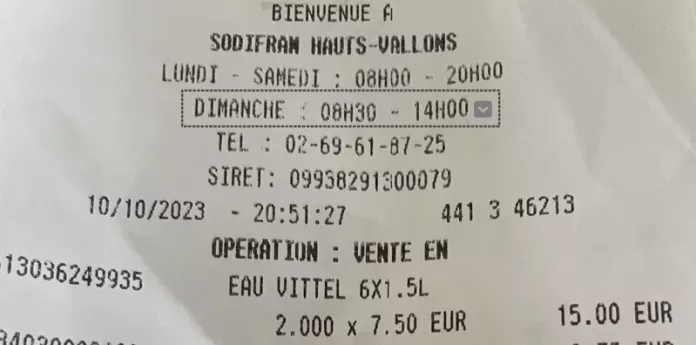 BIENVENUE A
SODIFRAM HAUTS-VALLONS
LUNDI - SAMEDI : 08H00 - 20H00
DIMANCHE : 08H30 - 14H00
TEL : 02-69-61-87-25
SIRET: 09958291300079
10/10/2023 - 20:51:27 441 3 46213
OPERATION : VENTE EN
13036249935
EAU VITTEL 6X1.5L
2.000 x 7.50 EUR 15.00 EUR
EUR